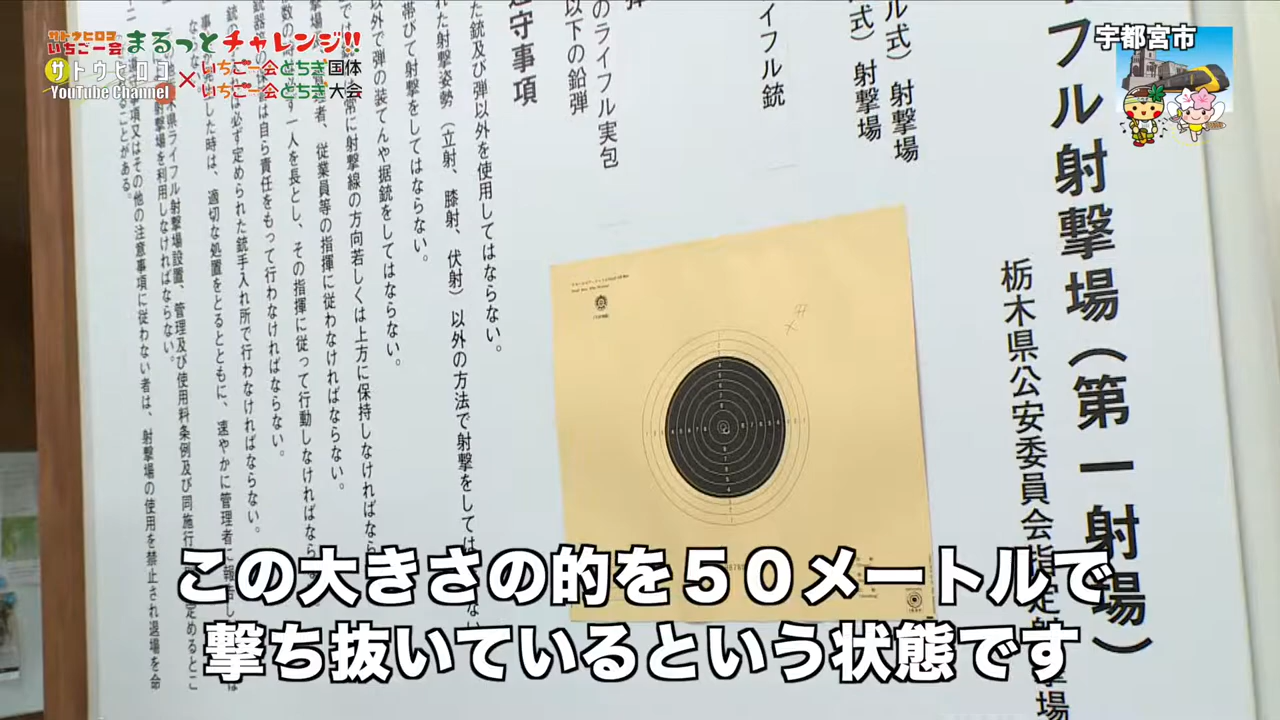 サトウヒロコ
いちご一会 まるっとチャレンジ!!
サトウヒロコ
YouTube Channel
×
いちご一会とちぎ国体
いちご一会とちぎ大会
宇都宮市
フル射撃場(第一射場)
栃木県公安委員会指定
ル式)射撃場
式)射撃場
イフル銃
のライフル実包
以下の鉛弾
守事項
た銃及び弾以外を使用してはならない。
れた射撃姿勢(立射、膝射、伏射)以外の方法で射撃をしては
帯びて射撃をしてはならない。
以外で弾の装てんや据銃をしてはならない。
常に射撃線の方向若しくは上方に保持しなければなら
者、従業員等の指揮に従わなければならない。
一人を長とし、その指揮に従って行動しなければなら
は自ら責任をもって行わなければならない。
は必ず定められた銃手入れ所で行わなければならない。
した時は、適切な処置をとるとともに、速やかに管理者に報告し
県ライフル射撃場設置、管理及び使用料条例及び同施行
定めるとこ
射撃場を利用しなければならない。
事項又はその他の注意事項に従わない者は、射撃場の使用を禁止され退場を命
ことがある。
この大きさの的を50メートルで
撃ち抜いているという状態です